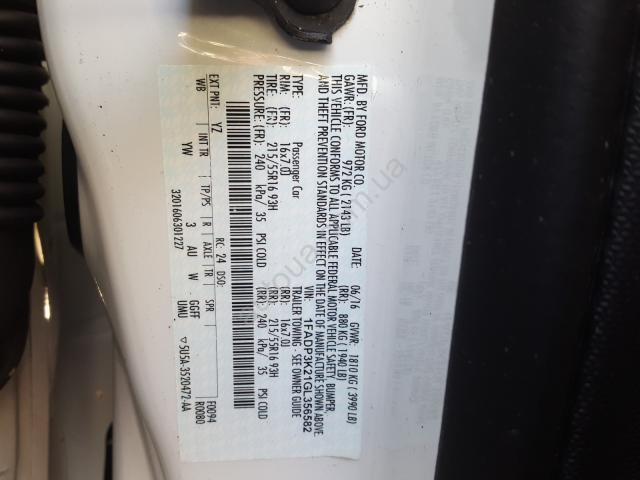 MFD. BY FORD MOTOR CO.
DATE: 06/16 GVWR: 1810 KG ( 3990 LB)
GAWR: (FR) 972 KG ( 2143 LB) (RR) 880 KG ( 1940 LB)
THIS VEHICLE CONFORMS TO ALL APPLICABLE FEDERAL MOTOR VEHICLE SAFETY, BUMPER,
AND THEFT PREVENTION STANDARDS IN EFFECT ON THE DATE OF MANUFACTURE SHOWN ABOVE.
VIN: 1FADP3K21GL356582
TYPE: Passenger Car TRAILER TOWING - SEE OWNER GUIDE
RIM: (FR) 16x7.0J (RR) 16x7.0J
TIRE: (FR) 215/55R16 93H (RR) 215/55R16 93H
PRESSURE: (FR) 240 kPa/ 35 PSI COLD (RR) 240 kPa/ 35 PSI COLD
EXT PNT: YZ RC: 24 DSO: F0094
WB INT TR TP/PS R AXLE TR SPR R0080
YW 3 AU W GGFF
UMU
3201606301227 5U5A-3520472-AA